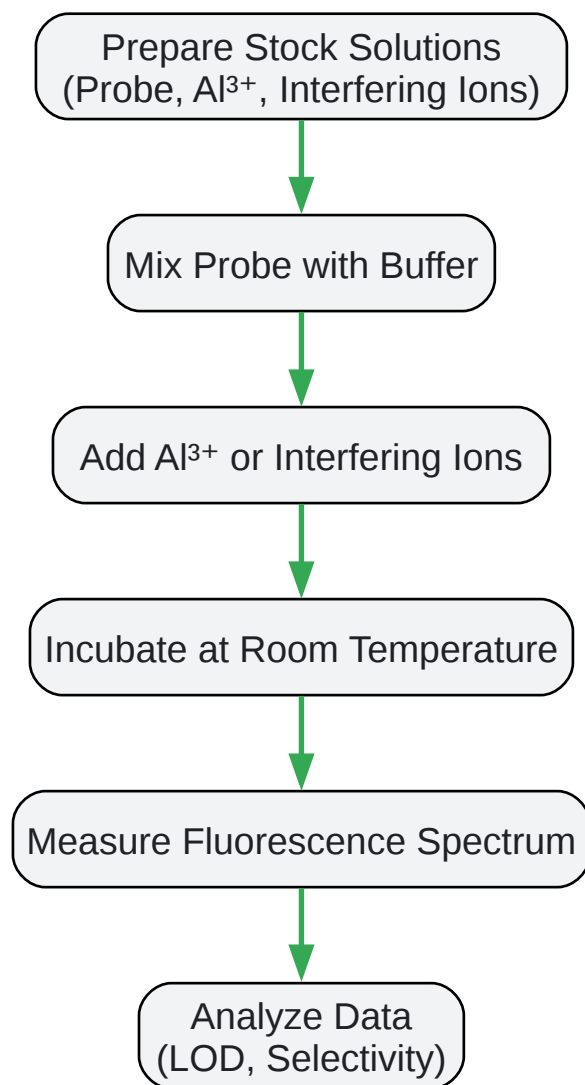 Prepare Stock Solutions
(Probe, Al³⁺, Interfering Ions)
Mix Probe with Buffer
Add Al³⁺ or Interfering Ions
Incubate at Room Temperature
Measure Fluorescence Spectrum
Analyze Data
(LOD, Selectivity)